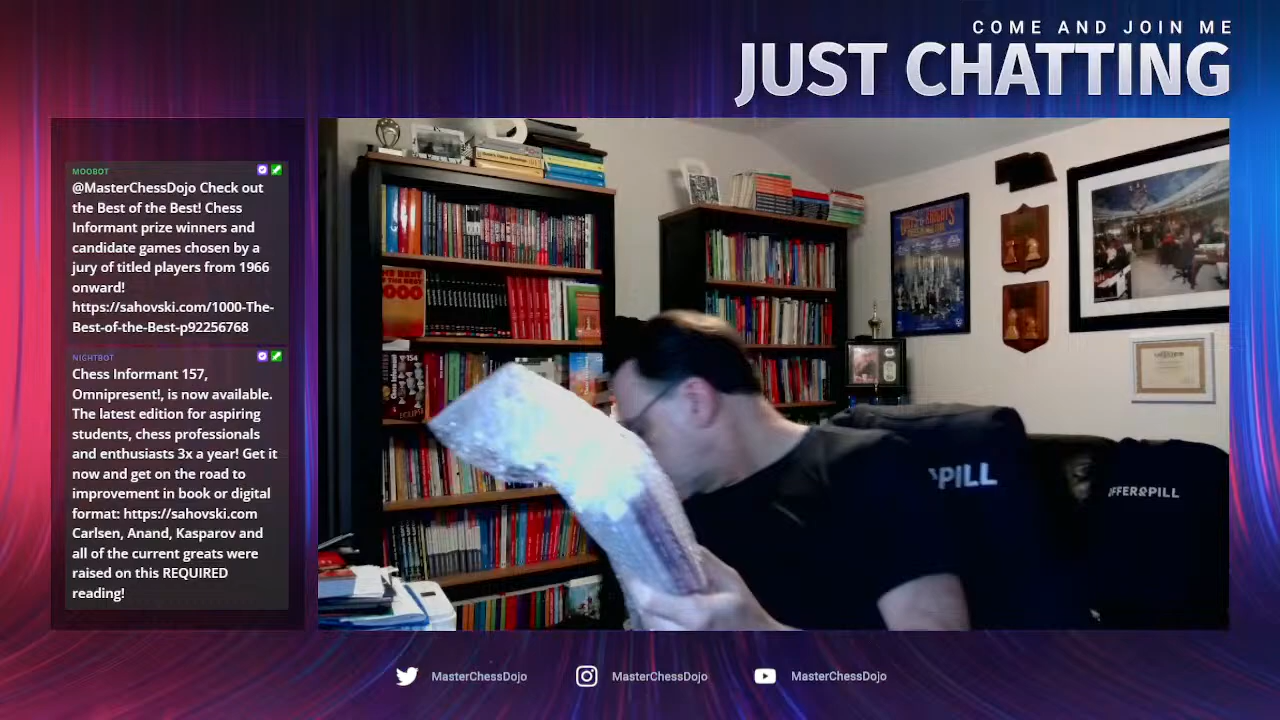 COME AND JOIN ME
JUST CHATTING
MOOBOT
@MasterChessDojo Check out
the Best of the Best! Chess
Informant prize winners and
candidate games chosen by a
jury of titled players from 1966
onward!
https://sahovski.com/1000-The-
Best-of-the-Best-p92256768
NIGHTBOT
Chess Informant 157,
Omnipresent!, is now available.
The latest edition for aspiring
students, chess professionals
and enthusiasts 3x a year! Get it
now and get on the road to
improvement in book or digital
format: https://sahovski.com
Carlsen, Anand, Kasparov and
all of the current greats were
raised on this REQUIRED
reading!
PILL
MasterChessDojo
MasterChessDojo
MasterChessDojo